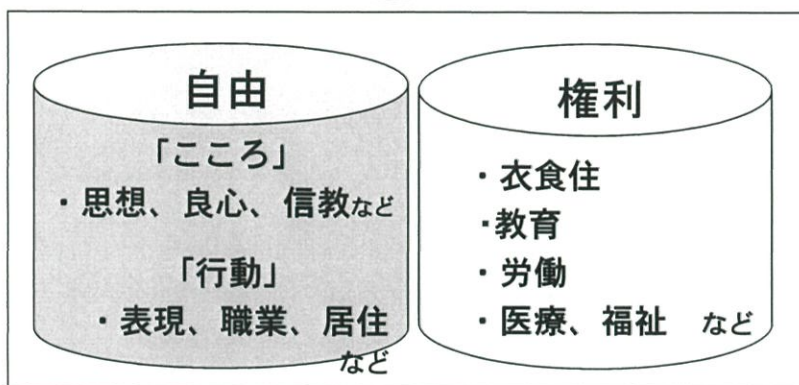 自由
「こころ」
・思想、良心、信教など
「行動」
・表現、職業、居住
など
権利
・衣食住
・教育
・労働
・医療、福祉　など